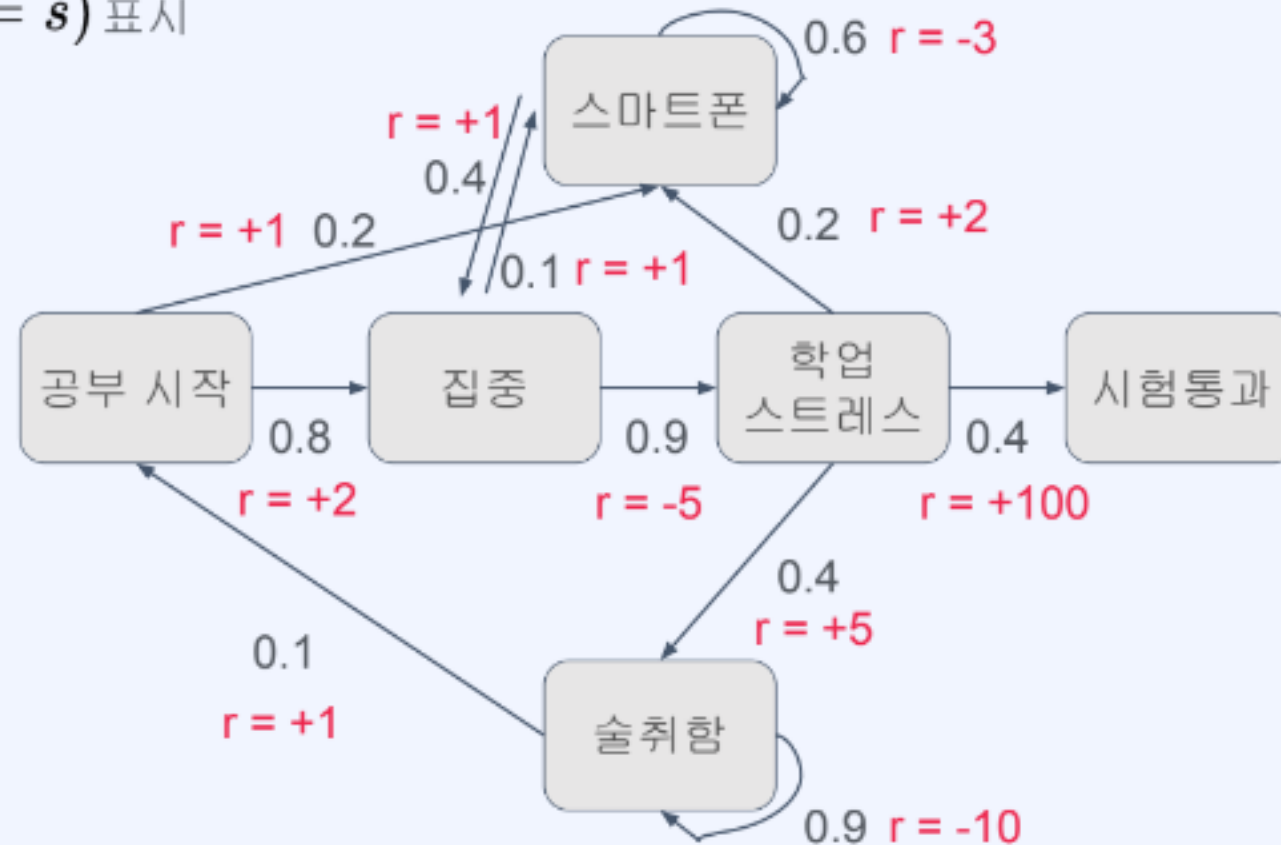 = s) 표시
0.6 r = -3
스마트폰
r = +1
0.4
r = +1 0.2
0.2 r = +2
0.1 r = +1
공부 시작
집중
학업
스트레스
시험통과
0.8
0.9
0.4
r = +2
r = -5
r = +100
0.4
r = +5
0.1
r = +1
술취함
0.9 r = -10